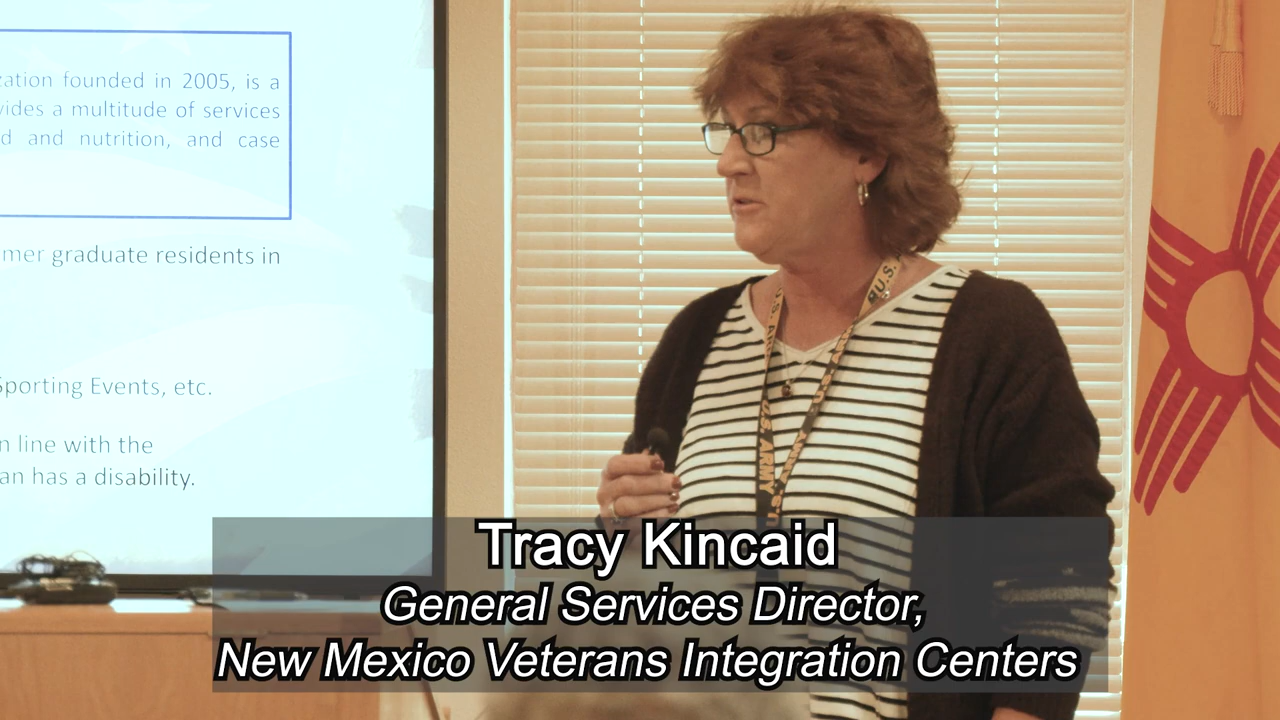 zation founded in 2005, is a
vides a multitude of services
d and nutrition, and case
mer graduate residents in
Sporting Events, etc.
n line with the
an has a disability.
U.S.
U.S. ARMY
Tracy Kincaid
General Services Director,
New Mexico Veterans Integration Centers